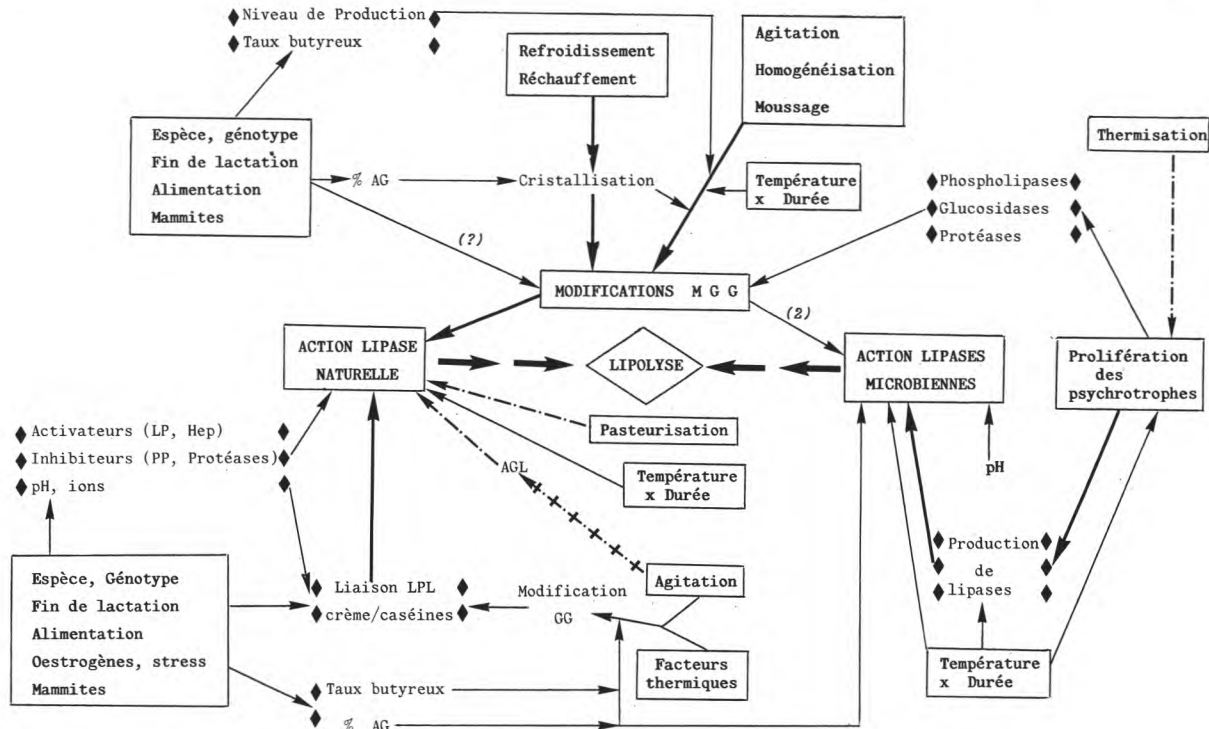 Niveau de Production
Taux butyreux
Refroidissement
Réchauffement
Agitation
Homogénéisation
Moussage
Espèce, génotype
Fin de lactation
Alimentation
Mammites
% AG
Cristallisation
Température
x Durée
Phospholipases
Glucosidases
Protéases
Thermisation
(?)
MODIFICATIONS M G G
(2)
ACTION LIPASE
NATURELLE
LIPOLYSE
ACTION LIPASES
MICROBIENNES
Prolifération
des
psychrotrophes
Pasteurisation
Activateurs (LP, Hep)
Inhibiteurs (PP, Protéases)
pH, ions
AGL
Température
x Durée
pH
Espèce, Génotype
Fin de lactation
Alimentation
Oestrogènes, stress
Mammites
Liaison LPL
crème/caséines
Modification
GG
Agitation
Production
de
lipases
Facteurs
thermiques
Température
x Durée
Taux butyreux
% AG